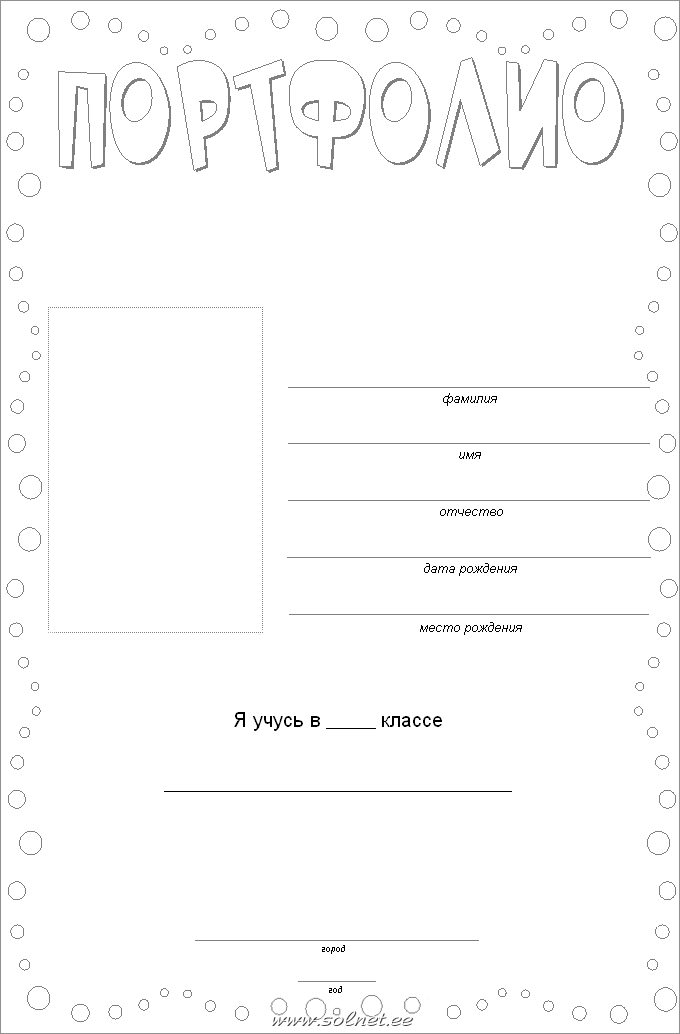 ПОРТФОЛИО
фамилия
имя
отчество
дата рождения
место рождения
Я учусь в _____ классе
город
год
www.solnet.ee